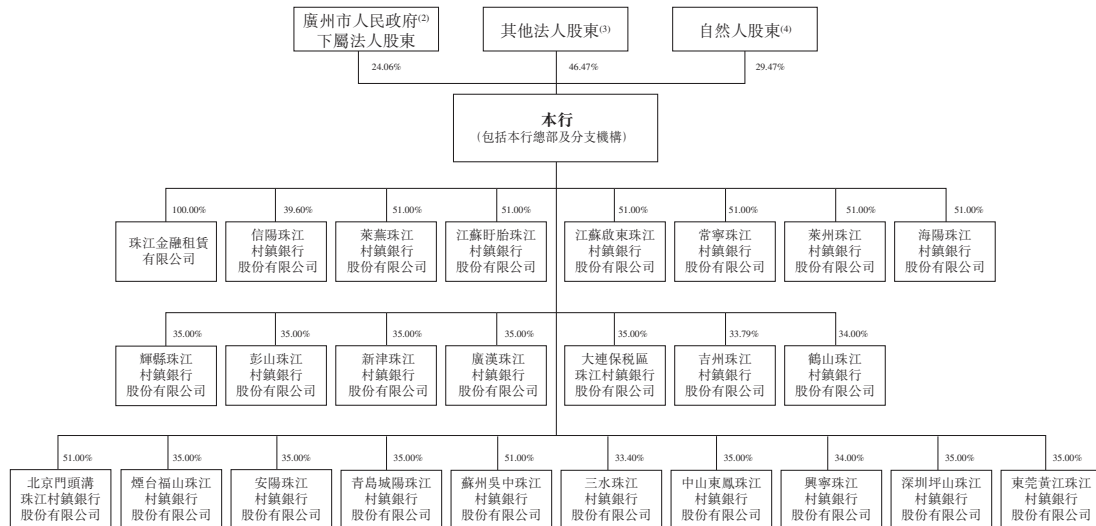 廣州市人民政府(2)
下屬法人股東
其他法人股東(3)
自然人股東(4)
24.06%
46.47%
29.47%
本行
(包括本行總部及分支機構)
100.00%
39.60%
51.00%
51.00%
51.00%
51.00%
51.00%
51.00%
珠江金融租賃
有限公司
信陽珠江
村鎮銀行
股份有限公司
萊蕪珠江
村鎮銀行
股份有限公司
江蘇盱胎珠江
村鎮銀行
股份有限公司
江蘇啟東珠江
村鎮銀行
股份有限公司
常寧珠江
村鎮銀行
股份有限公司
萊州珠江
村鎮銀行
股份有限公司
海陽珠江
村鎮銀行
股份有限公司
35.00%
35.00%
35.00%
35.00%
35.00%
33.79%
34.00%
輝縣珠江
村鎮銀行
股份有限公司
彭山珠江
村鎮銀行
股份有限公司
新津珠江
村鎮銀行
股份有限公司
廣漢珠江
村鎮銀行
股份有限公司
大連保税區
珠江村鎮銀行
股份有限公司
吉州珠江
村鎮銀行
股份有限公司
鶴山珠江
村鎮銀行
股份有限公司
51.00%
35.00%
35.00%
35.00%
51.00%
33.40%
35.00%
34.00%
35.00%
35.00%
北京門頭溝
珠江村鎮銀行
股份有限公司
煙台福山珠江
村鎮銀行
股份有限公司
安陽珠江
村鎮銀行
股份有限公司
青島城陽珠江
村鎮銀行
股份有限公司
蘇州吳中珠江
村鎮銀行
股份有限公司
三水珠江
村鎮銀行
股份有限公司
中山東鳳珠江
村鎮銀行
股份有限公司
興寧珠江
村鎮銀行
股份有限公司
深圳坪山珠江
村鎮銀行
股份有限公司
東莞黃江珠江
村鎮銀行
股份有限公司